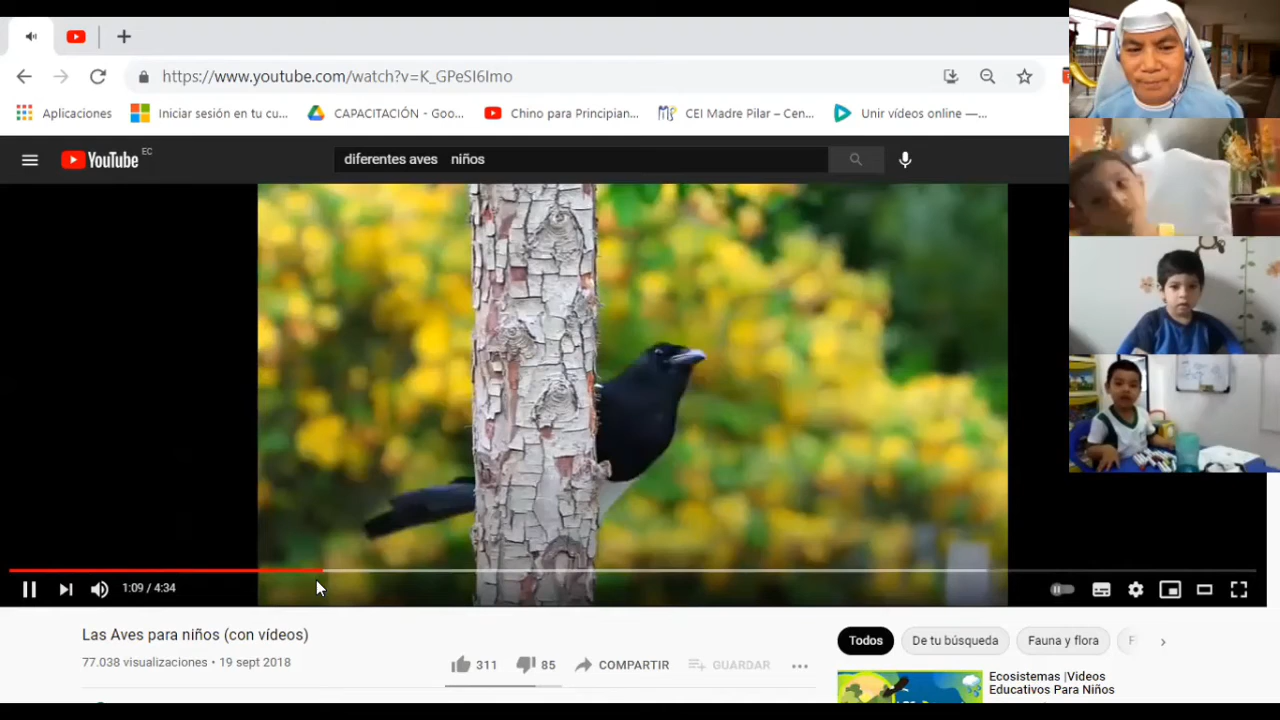 https://www.youtube.com/watch?v=K_GPeSI6Imo
Aplicaciones
Iniciar sesión en tu cu...
CAPACITACIÓN - Goo...
Chino para Principian...
CEI Madre Pilar – Cen...
Unir vídeos online —...
YouTube EC
diferentes aves niños
1:09 / 4:34
Las Aves para niños (con vídeos)
77.038 visualizaciones • 19 sept 2018
311
85
COMPARTIR
GUARDAR
Todos
De tu búsqueda
Fauna y flora
Ecosistemas |Videos
Educativos Para Niños